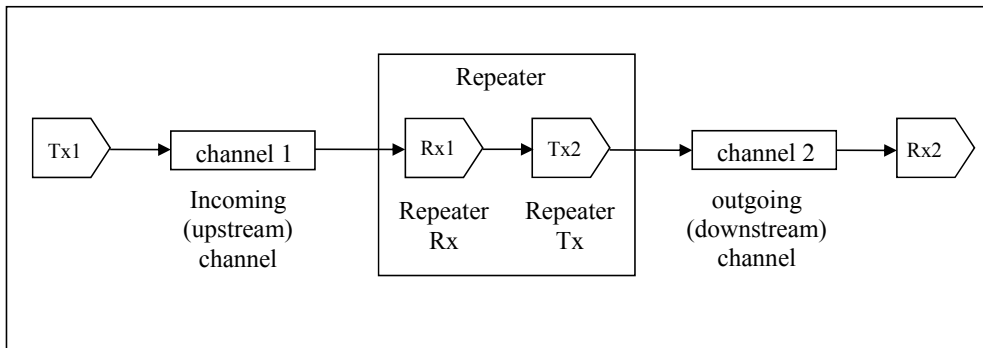 Repeater
Tx1
channel 1
Rx1
Tx2
channel 2
Rx2
Incoming
(upstream)
channel
Repeater
Rx
Repeater
Tx
outgoing
(downstream)
channel